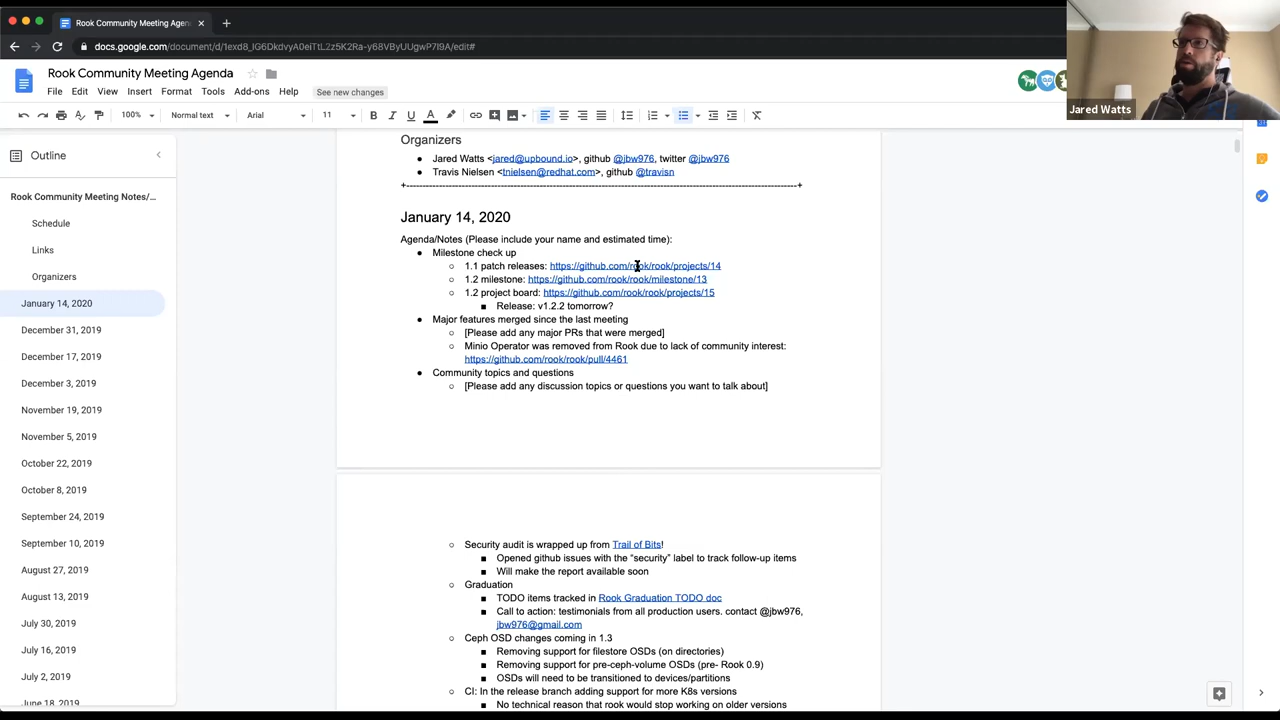 Rook Community Meeting Agen
docs.google.com/document/d/1exd8_IG6DkdvyA0eiTtL2z5K2Ra-y68VByUUgwP7I9A/edit#
Rook Community Meeting Agenda
File Edit View Insert Format Tools Add-ons Help See new changes
100% Normal text Arial 11
Jared Watts
Outline
Rook Community Meeting Notes/...
Schedule
Links
Organizers
January 14, 2020
December 31, 2019
December 17, 2019
December 3, 2019
November 19, 2019
November 5, 2019
October 22, 2019
October 8, 2019
September 24, 2019
September 10, 2019
August 27, 2019
August 13, 2019
July 30, 2019
July 16, 2019
July 2, 2019
June 18, 2019
Organizers
Jared Watts <jared@upbound.io>, github @jbw976, twitter @jbw976
Travis Nielsen <tnielsen@redhat.com>, github @travisn
January 14, 2020
Agenda/Notes (Please include your name and estimated time):
Milestone check up
1.1 patch releases: https://github.com/rook/rook/projects/14
1.2 milestone: https://github.com/rook/rook/milestone/13
1.2 project board: https://github.com/rook/rook/projects/15
Release: v1.2.2 tomorrow?
Major features merged since the last meeting
[Please add any major PRs that were merged]
Minio Operator was removed from Rook due to lack of community interest:
https://github.com/rook/rook/pull/4461
Community topics and questions
[Please add any discussion topics or questions you want to talk about]
Security audit is wrapped up from Trail of Bits!
Opened github issues with the “security” label to track follow-up items
Will make the report available soon
Graduation
TODO items tracked in Rook Graduation TODO doc
Call to action: testimonials from all production users. contact @jbw976,
jbw976@gmail.com
Ceph OSD changes coming in 1.3
Removing support for filestore OSDs (on directories)
Removing support for pre-ceph-volume OSDs (pre- Rook 0.9)
OSDs will need to be transitioned to devices/partitions
CI: In the release branch adding support for more K8s versions
No technical reason that rook would stop working on older versions